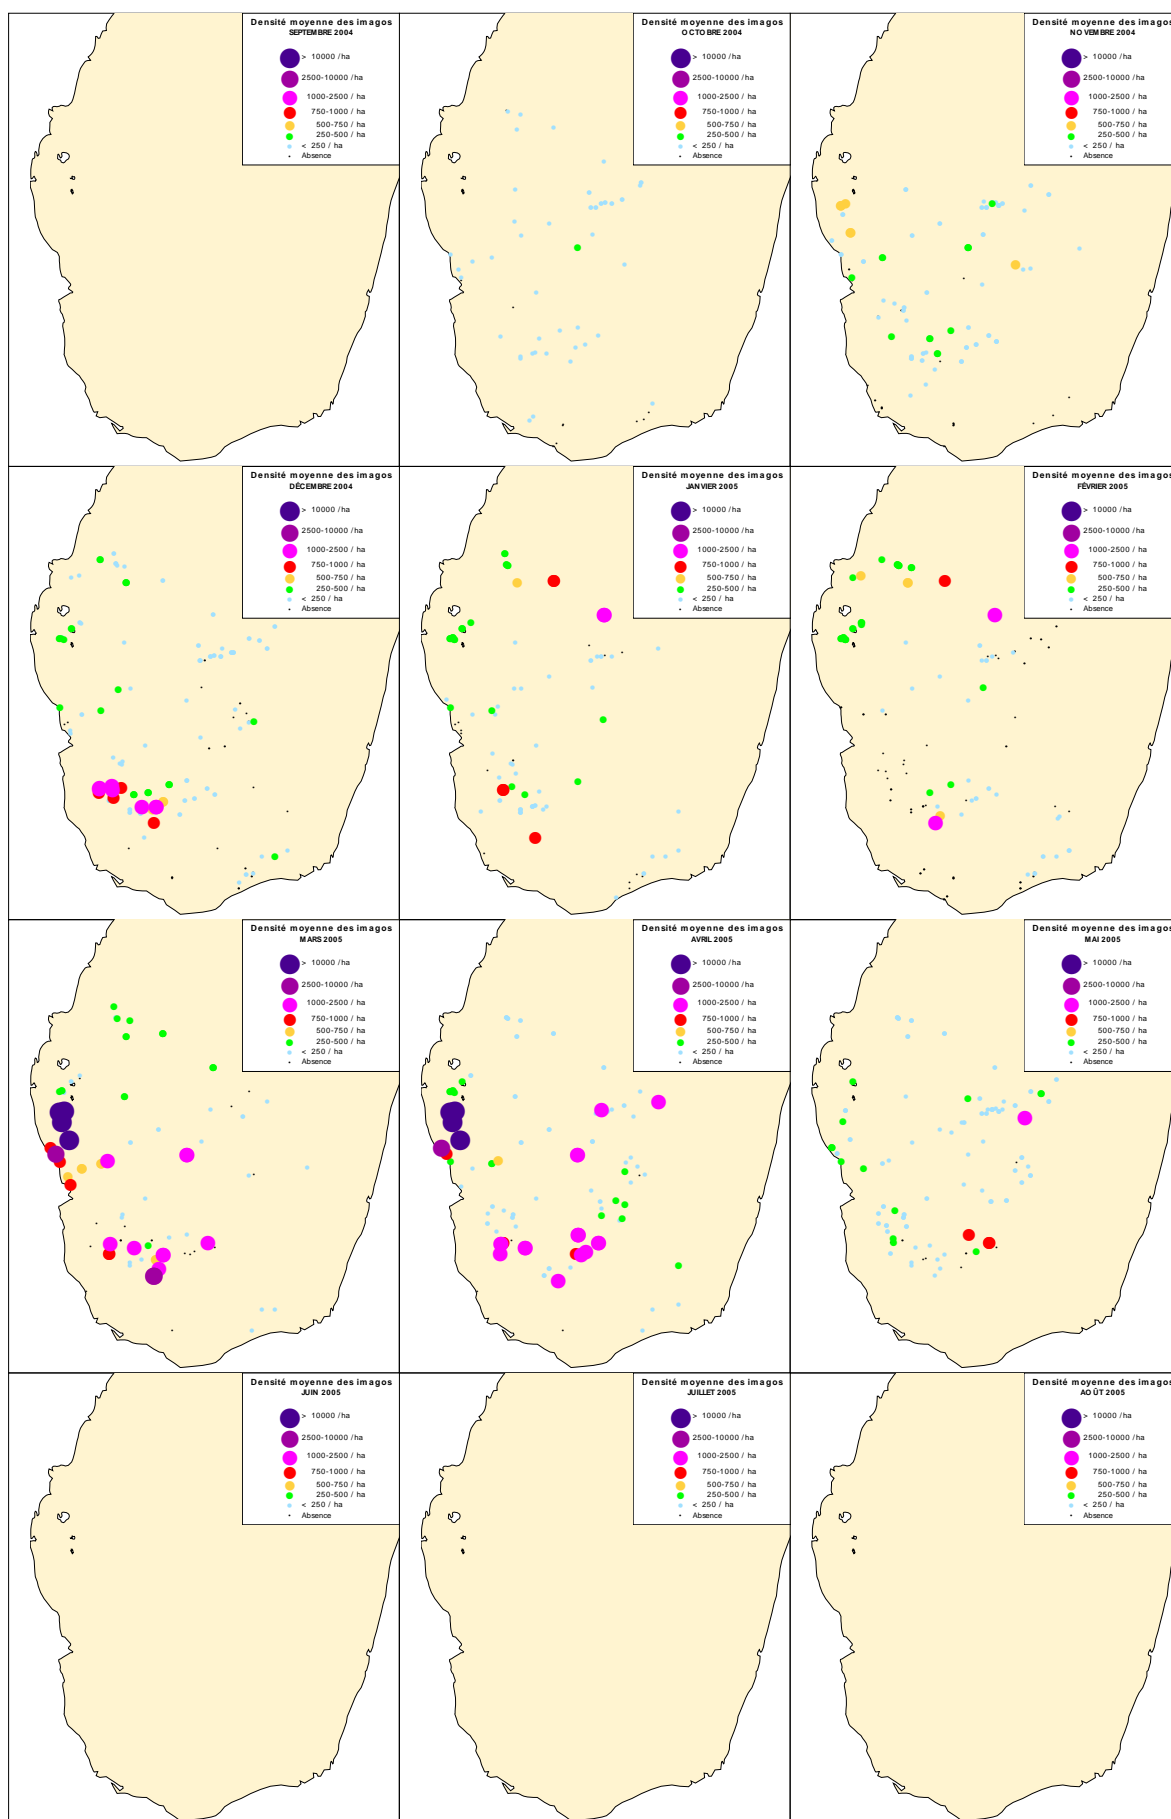 Densité moyenne des imagos
SEPTEMBRE 2004
> 10000 /ha
2500-10000 /ha
1000-2500 / ha
750-1000 / ha
500-750 / ha
250-500 / ha
< 250 / ha
Absence
Densité moyenne des imagos
OCTOBRE 2004
> 10000 /ha
2500-10000 /ha
1000-2500 / ha
750-1000 / ha
500-750 / ha
250-500 / ha
< 250 / ha
Absence
Densité moyenne des imagos
NOVEMBRE 2004
> 10000 /ha
2500-10000 /ha
1000-2500 / ha
750-1000 / ha
500-750 / ha
250-500 / ha
< 250 / ha
Absence
Densité moyenne des imagos
DÉCEMBRE 2004
> 10000 /ha
2500-10000 /ha
1000-2500 / ha
750-1000 / ha
500-750 / ha
250-500 / ha
< 250 / ha
Absence
Densité moyenne des imagos
JANVIER 2005
> 10000 /ha
2500-10000 /ha
1000-2500 / ha
750-1000 / ha
500-750 / ha
250-500 / ha
< 250 / ha
Absence
Densité moyenne des imagos
FÉVRIER 2005
> 10000 /ha
2500-10000 /ha
1000-2500 / ha
750-1000 / ha
500-750 / ha
250-500 / ha
< 250 / ha
Absence
Densité moyenne des imagos
MARS 2005
> 10000 /ha
2500-10000 /ha
1000-2500 / ha
750-1000 / ha
500-750 / ha
250-500 / ha
< 250 / ha
Absence
Densité moyenne des imagos
AVRIL 2005
> 10000 /ha
2500-10000 /ha
1000-2500 / ha
750-1000 / ha
500-750 / ha
250-500 / ha
< 250 / ha
Absence
Densité moyenne des imagos
MAI 2005
> 10000 /ha
2500-10000 /ha
1000-2500 / ha
750-1000 / ha
500-750 / ha
250-500 / ha
< 250 / ha
Absence
Densité moyenne des imagos
JUIN 2005
> 10000 /ha
2500-10000 /ha
1000-2500 / ha
750-1000 / ha
500-750 / ha
250-500 / ha
< 250 / ha
Absence
Densité moyenne des imagos
JUILLET 2005
> 10000 /ha
2500-10000 /ha
1000-2500 / ha
750-1000 / ha
500-750 / ha
250-500 / ha
< 250 / ha
Absence
Densité moyenne des imagos
AOÛT 2005
> 10000 /ha
2500-10000 /ha
1000-2500 / ha
750-1000 / ha
500-750 / ha
250-500 / ha
< 250 / ha
Absence